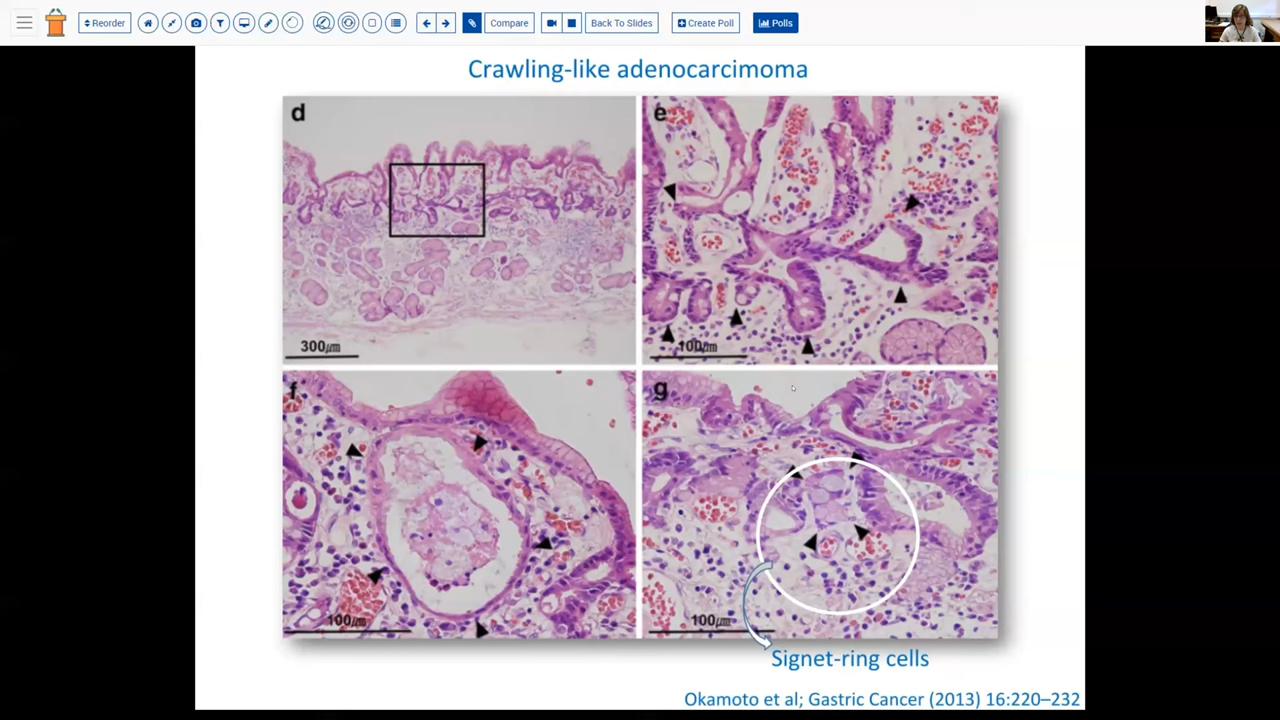 Reorder
Compare
Back To Slides
Create Poll
Polls
Crawling-like adenocarcimoma
d
e
300㎛
100㎛
f
g
100㎛
100㎛
Signet-ring cells
Okamoto et al; Gastric Cancer (2013) 16:220–232